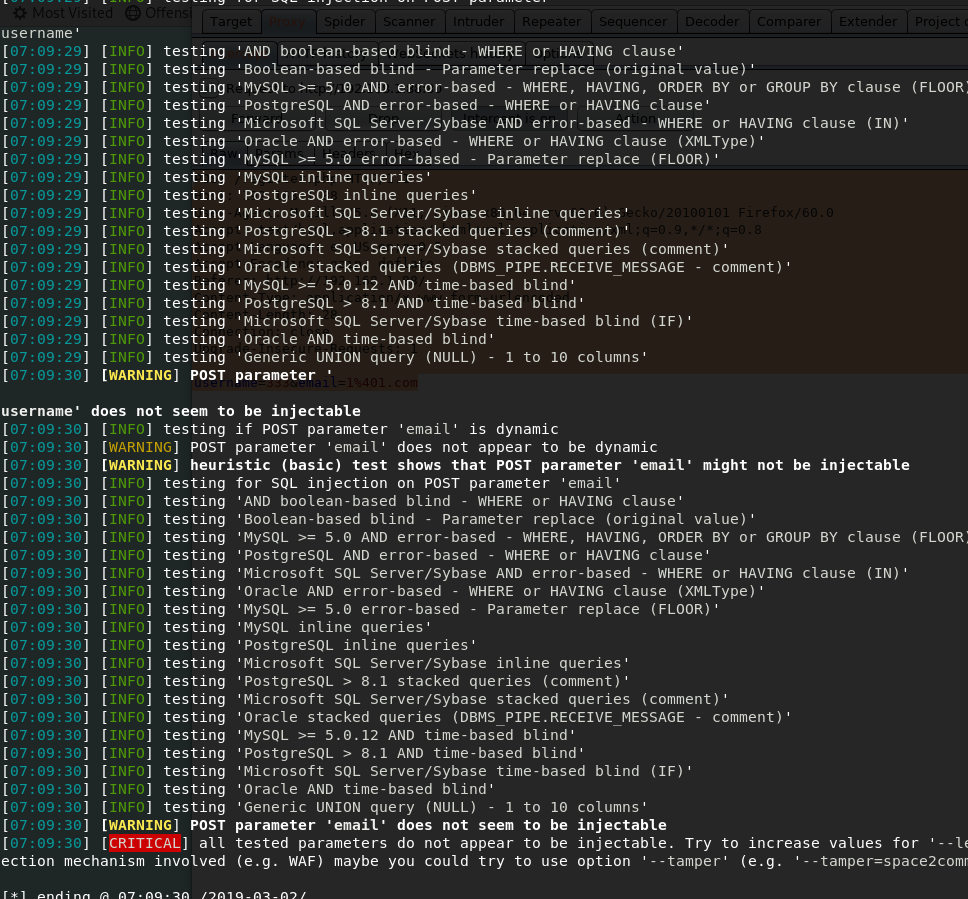 Most Visited Offensi
Target Proxy Spider Scanner Intruder Repeater Sequencer Decoder Comparer Extender Project
username'
[07:09:29] [INFO] testing 'AND boolean-based blind - WHERE or HAVING clause'
[07:09:29] [INFO] testing 'Boolean-based blind - Parameter replace (original value)'
[07:09:29] [INFO] testing 'MySQL >= 5.0 AND error-based - WHERE, HAVING, ORDER BY or GROUP BY clause (FLOOR)
[07:09:29] [INFO] testing 'PostgreSQL AND error-based - WHERE or HAVING clause'
[07:09:29] [INFO] testing 'Microsoft SQL Server/Sybase AND error-based - WHERE or HAVING clause (IN)'
[07:09:29] [INFO] testing 'Oracle AND error-based - WHERE or HAVING clause (XMLType)'
[07:09:29] [INFO] testing 'MySQL >= 5.0 error-based - Parameter replace (FLOOR)'
[07:09:29] [INFO] testing 'MySQL inline queries'
[07:09:29] [INFO] testing 'PostgreSQL inline queries'
[07:09:29] [INFO] testing 'Microsoft SQL Server/Sybase inline queries'
[07:09:29] [INFO] testing 'PostgreSQL > 8.1 stacked queries (comment)'
[07:09:29] [INFO] testing 'Microsoft SQL Server/Sybase stacked queries (comment)'
[07:09:29] [INFO] testing 'Oracle stacked queries (DBMS_PIPE.RECEIVE_MESSAGE - comment)'
[07:09:29] [INFO] testing 'MySQL >= 5.0.12 AND time-based blind'
[07:09:29] [INFO] testing 'PostgreSQL > 8.1 AND time-based blind'
[07:09:29] [INFO] testing 'Microsoft SQL Server/Sybase time-based blind (IF)'
[07:09:29] [INFO] testing 'Oracle AND time-based blind'
[07:09:29] [INFO] testing 'Generic UNION query (NULL) - 1 to 10 columns'
[07:09:30] [WARNING] POST parameter '
username=333&email=1%401.com
username' does not seem to be injectable
[07:09:30] [INFO] testing if POST parameter 'email' is dynamic
[07:09:30] [WARNING] POST parameter 'email' does not appear to be dynamic
[07:09:30] [WARNING] heuristic (basic) test shows that POST parameter 'email' might not be injectable
[07:09:30] [INFO] testing for SQL injection on POST parameter 'email'
[07:09:30] [INFO] testing 'AND boolean-based blind - WHERE or HAVING clause'
[07:09:30] [INFO] testing 'Boolean-based blind - Parameter replace (original value)'
[07:09:30] [INFO] testing 'MySQL >= 5.0 AND error-based - WHERE, HAVING, ORDER BY or GROUP BY clause (FLOOR)
[07:09:30] [INFO] testing 'PostgreSQL AND error-based - WHERE or HAVING clause'
[07:09:30] [INFO] testing 'Microsoft SQL Server/Sybase AND error-based - WHERE or HAVING clause (IN)'
[07:09:30] [INFO] testing 'Oracle AND error-based - WHERE or HAVING clause (XMLType)'
[07:09:30] [INFO] testing 'MySQL >= 5.0 error-based - Parameter replace (FLOOR)'
[07:09:30] [INFO] testing 'MySQL inline queries'
[07:09:30] [INFO] testing 'PostgreSQL inline queries'
[07:09:30] [INFO] testing 'Microsoft SQL Server/Sybase inline queries'
[07:09:30] [INFO] testing 'PostgreSQL > 8.1 stacked queries (comment)'
[07:09:30] [INFO] testing 'Microsoft SQL Server/Sybase stacked queries (comment)'
[07:09:30] [INFO] testing 'Oracle stacked queries (DBMS_PIPE.RECEIVE_MESSAGE - comment)'
[07:09:30] [INFO] testing 'MySQL >= 5.0.12 AND time-based blind'
[07:09:30] [INFO] testing 'PostgreSQL > 8.1 AND time-based blind'
[07:09:30] [INFO] testing 'Microsoft SQL Server/Sybase time-based blind (IF)'
[07:09:30] [INFO] testing 'Oracle AND time-based blind'
[07:09:30] [INFO] testing 'Generic UNION query (NULL) - 1 to 10 columns'
[07:09:30] [WARNING] POST parameter 'email' does not seem to be injectable
[07:09:30] [CRITICAL] all tested parameters do not appear to be injectable. Try to increase values for '--le
ection mechanism involved (e.g. WAF) maybe you could try to use option '--tamper' (e.g. '--tamper=space2com
[*] ending @ 07:09:30 /2019-03-02/